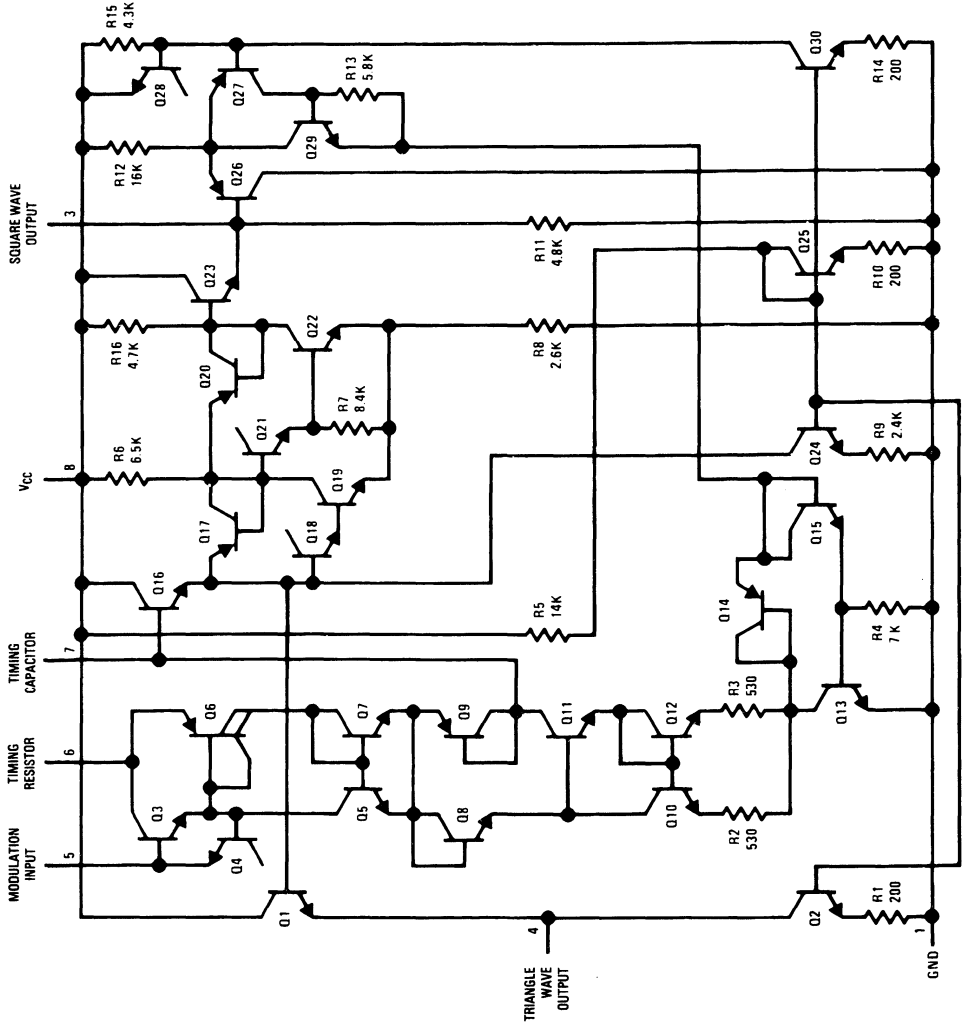 MODULATION
INPUT
5
TIMING
RESISTOR
6
TIMING
CAPACITOR
7
VCC
8
SQUARE WAVE
OUTPUT
3
R15
4.3K
Q28
Q27
R13
5.8K
R12
16K
Q29
Q26
Q23
R16
4.7K
Q20
Q22
R6
6.5K
Q21
R7
8.4K
Q17
Q19
Q18
Q16
R11
4.8K
R8
2.6K
R5
14K
Q30
R14
200
Q25
R10
200
Q24
R9
2.4K
Q15
Q14
R4
7 K
Q13
Q6
Q3
Q4
Q7
Q5
Q9
Q8
Q11
Q12
Q10
R3
530
R2
530
Q1
Q2
R1
200
4
TRIANGLE
WAVE
OUTPUT
1
GND